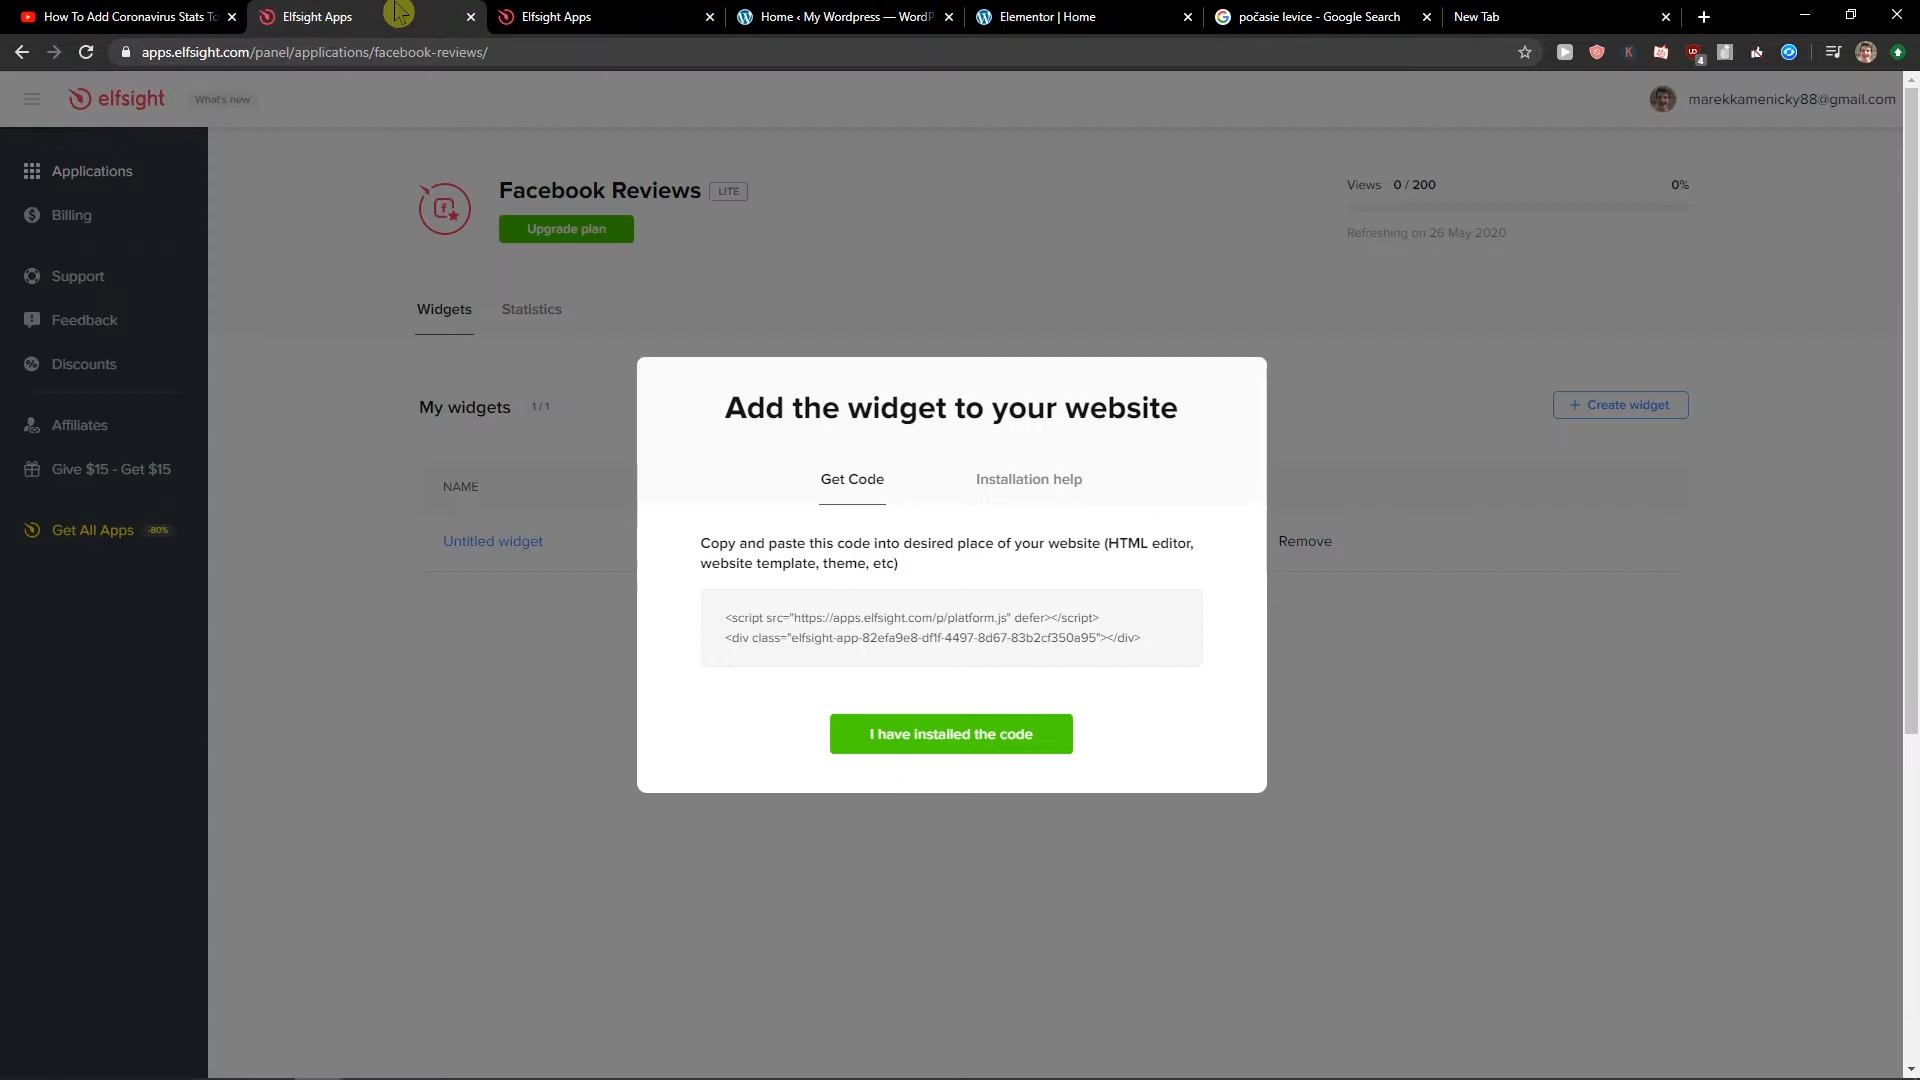 How To Add Coronavirus Stats To
Elfsight Apps
Elfsight Apps
Home ‹ My Wordpress — WordP
Elementor | Home
počasie levice - Google Search
New Tab
apps.elfsight.com/panel/applications/facebook-reviews/
4
elfsight
What's new
marekkamenicky88@gmail.com
Applications
Billing
Support
Feedback
Discounts
Affiliates
Give $15 - Get $15
Get All Apps -80%
Facebook Reviews LITE
Upgrade plan
Views 0 / 200 0%
Refreshing on 26 May 2020
Widgets Statistics
My widgets 1 / 1
+ Create widget
NAME
Untitled widget
Remove
Add the widget to your website
Get Code Installation help
Copy and paste this code into desired place of your website (HTML editor,
website template, theme, etc)
<script src="https://apps.elfsight.com/p/platform.js" defer></script>
<div class="elfsight-app-82efa9e8-df1f-4497-8d67-83b2cf350a95"></div>
I have installed the code